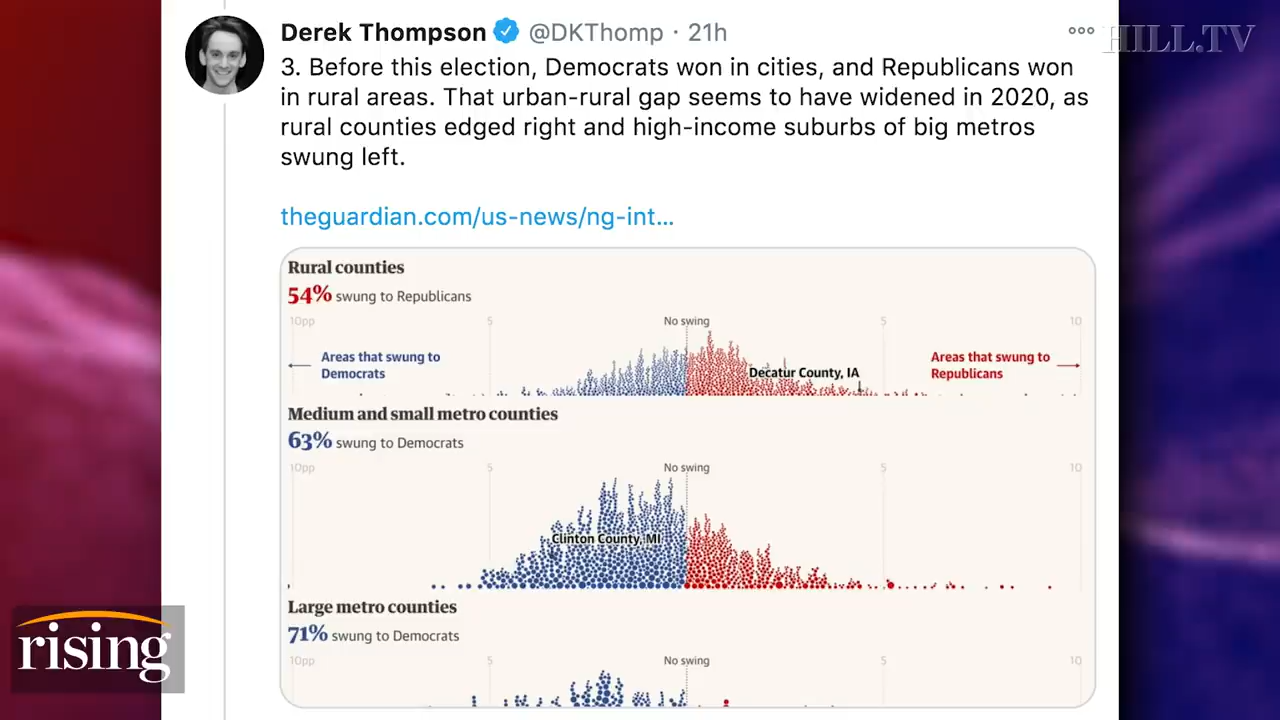 Derek Thompson @DKThomp · 21h
HILL.TV
3. Before this election, Democrats won in cities, and Republicans won
in rural areas. That urban-rural gap seems to have widened in 2020, as
rural counties edged right and high-income suburbs of big metros
swung left.
theguardian.com/us-news/ng-int...
Rural counties
54% swung to Republicans
10pp 5 No swing 5 10
Areas that swung to
Democrats
Decatur County, IA
Areas that swung to
Republicans
Medium and small metro counties
63% swung to Democrats
10pp 5 No swing 5 10
Clinton County, MI
Large metro counties
71% swung to Democrats
10pp 5 No swing 5 10
rising